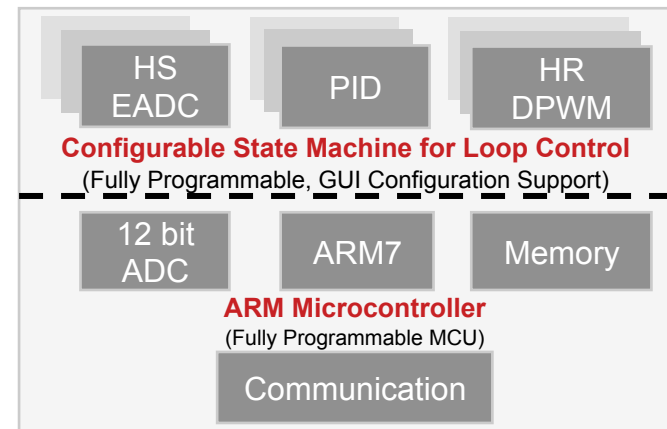 HS
EADC
PID
HR
DPWM
Configurable State Machine for Loop Control
(Fully Programmable, GUI Configuration Support)
12 bit
ADC
ARM7
Memory
ARM Microcontroller
(Fully Programmable MCU)
Communication